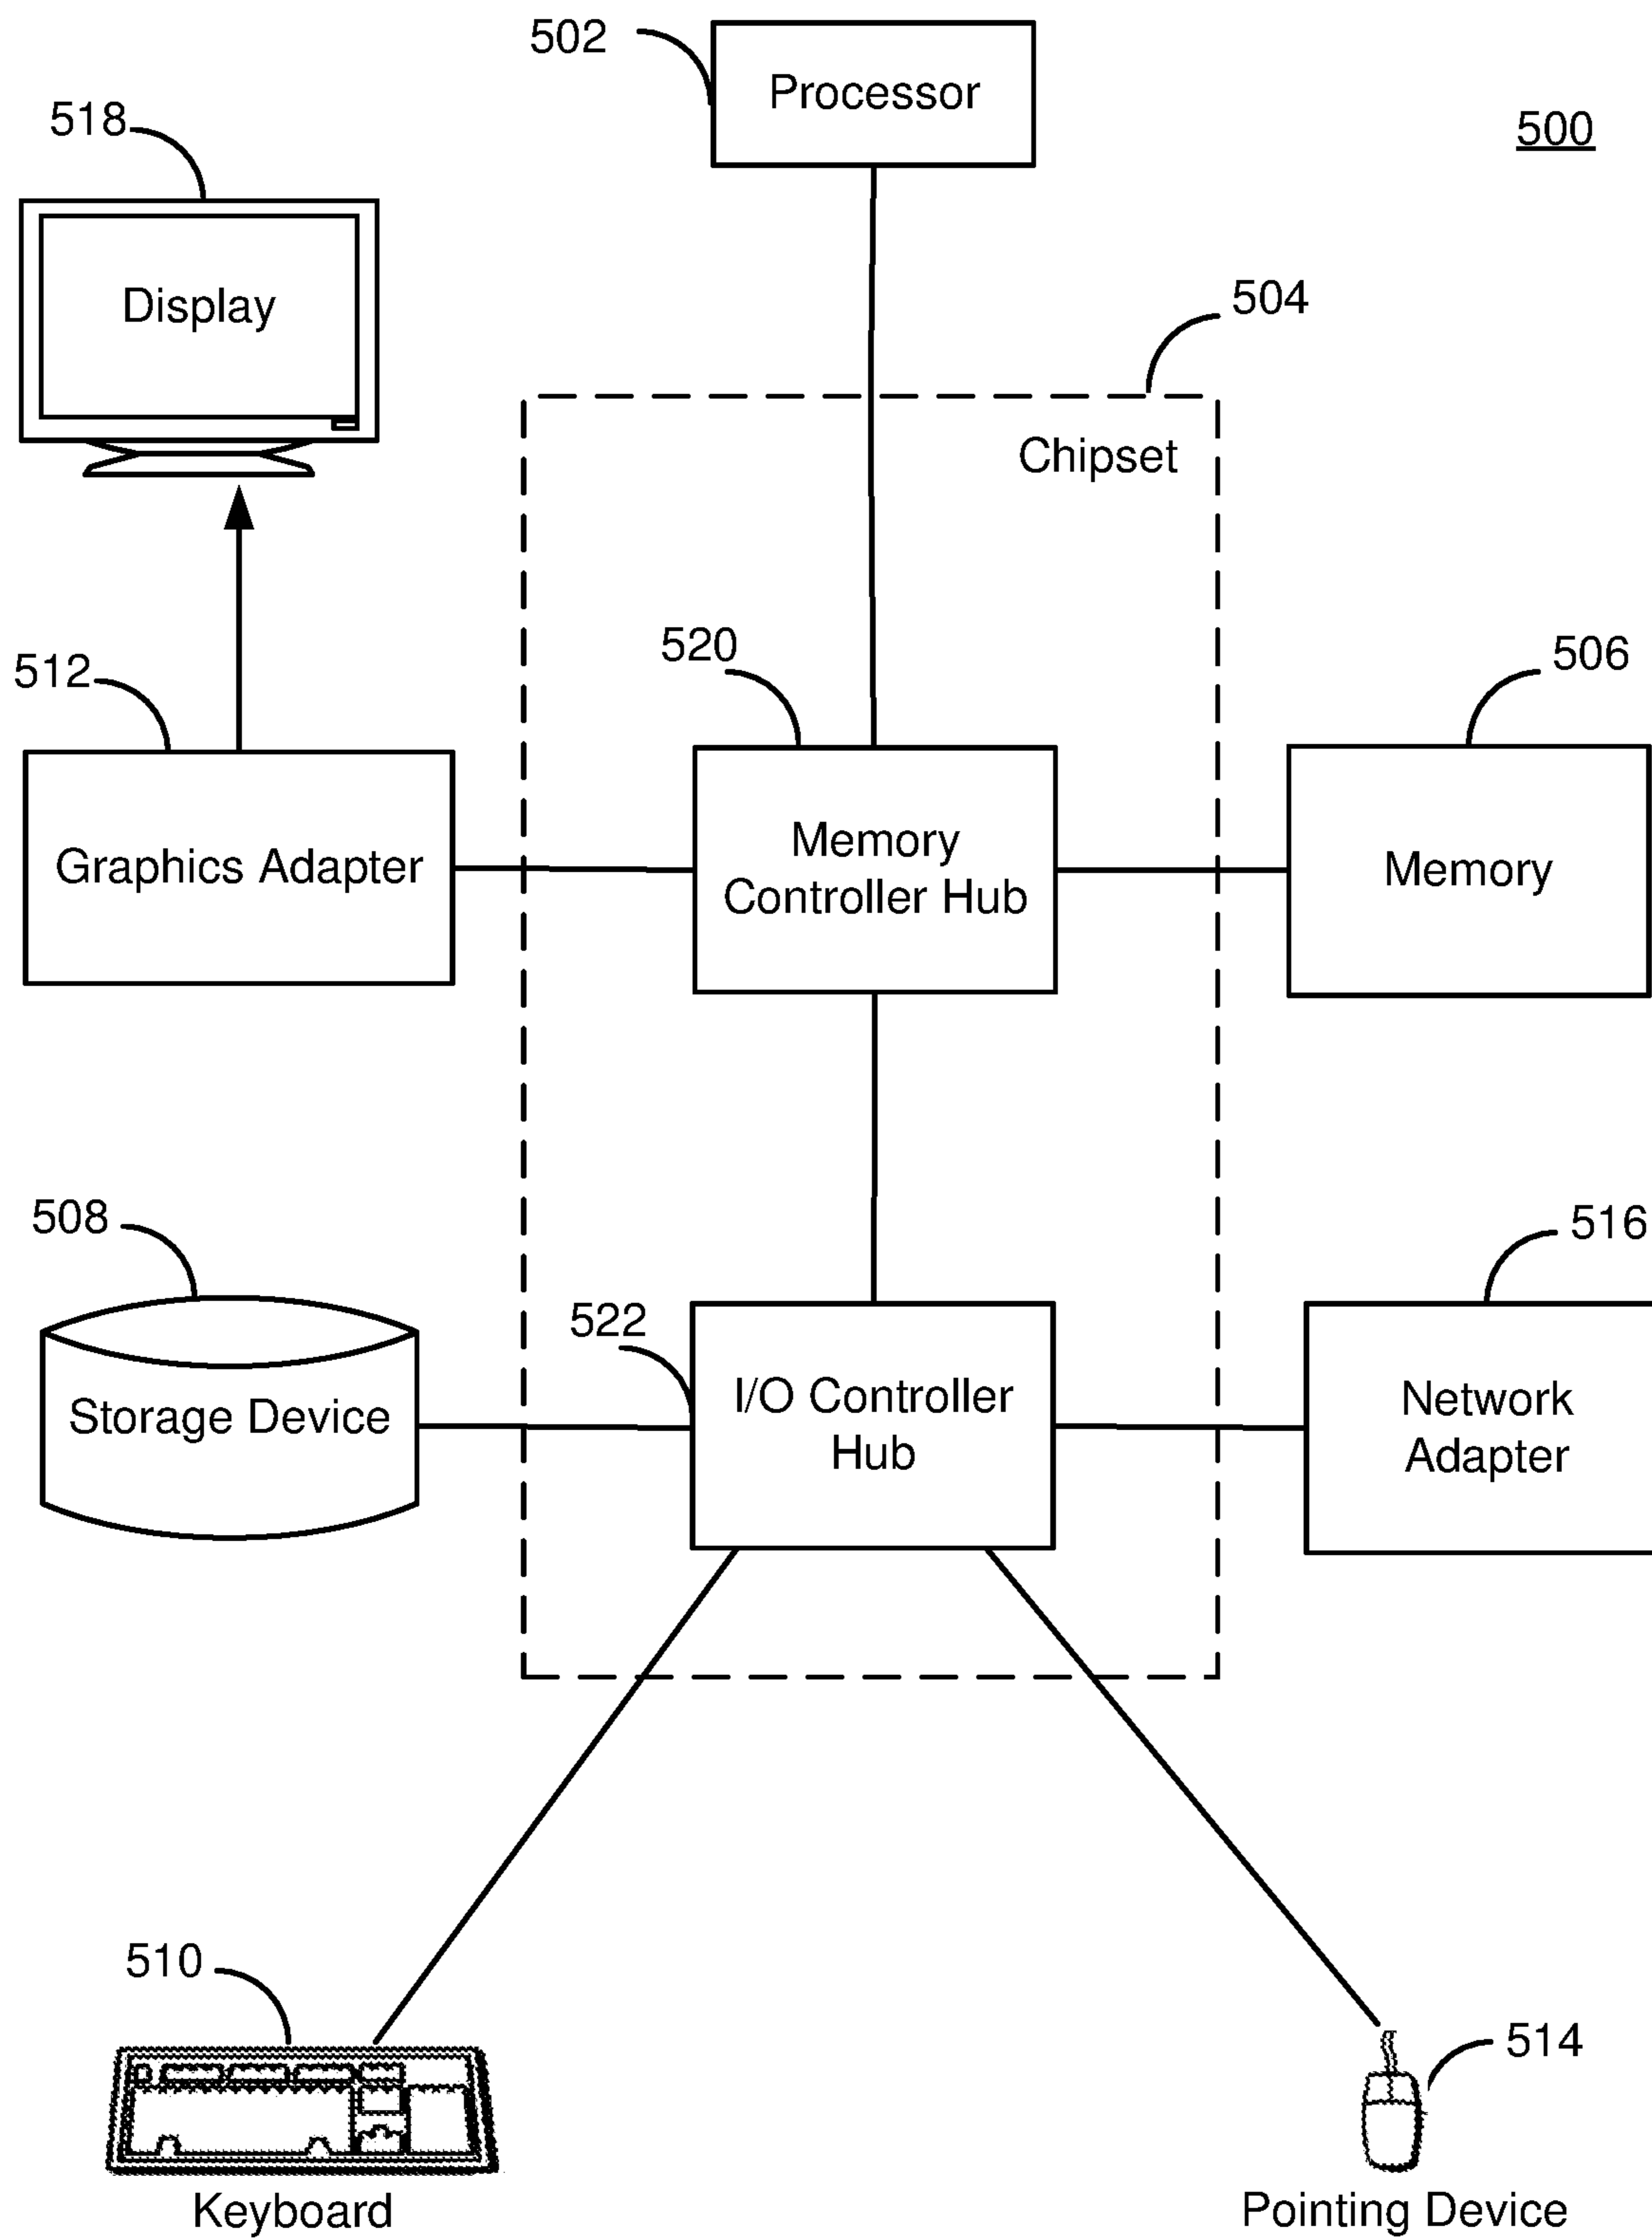 502
Processor
500
518
Display
504
Chipset
520
506
512
Memory
Controller Hub
Graphics Adapter
Memory
508
516
522
I/O Controller
Hub
Storage Device
Network
Adapter
510
514
Keyboard
Pointing Device